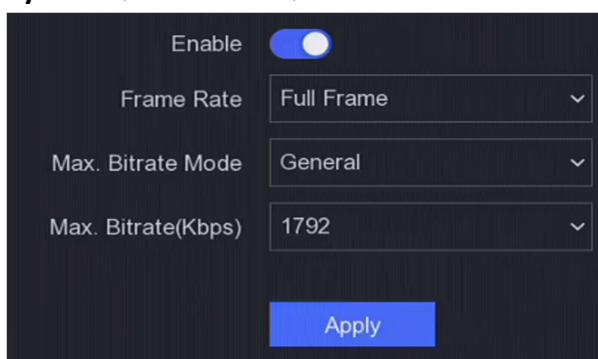 Enable
Frame Rate Full Frame
Max. Bitrate Mode General
Max. Bitrate(Kbps) 1792
Apply